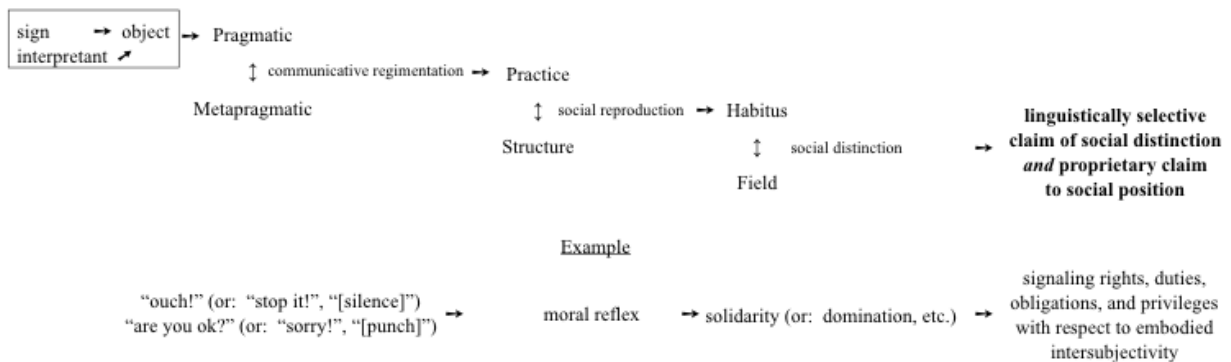 sign → object → Pragmatic
interpretant ↗
↕ communicative regimentation → Practice
Metapragmatic
↕ social reproduction → Habitus
Structure
↕ social distinction →
Field
linguistically selective
claim of social distinction
and proprietary claim
to social position
Example
“ouch!” (or: “stop it!”, “[silence]”)
“are you ok?” (or: “sorry!”, “[punch]”)
→ moral reflex → solidarity (or: domination, etc.) →
signaling rights, duties,
obligations, and privileges
with respect to embodied
intersubjectivity